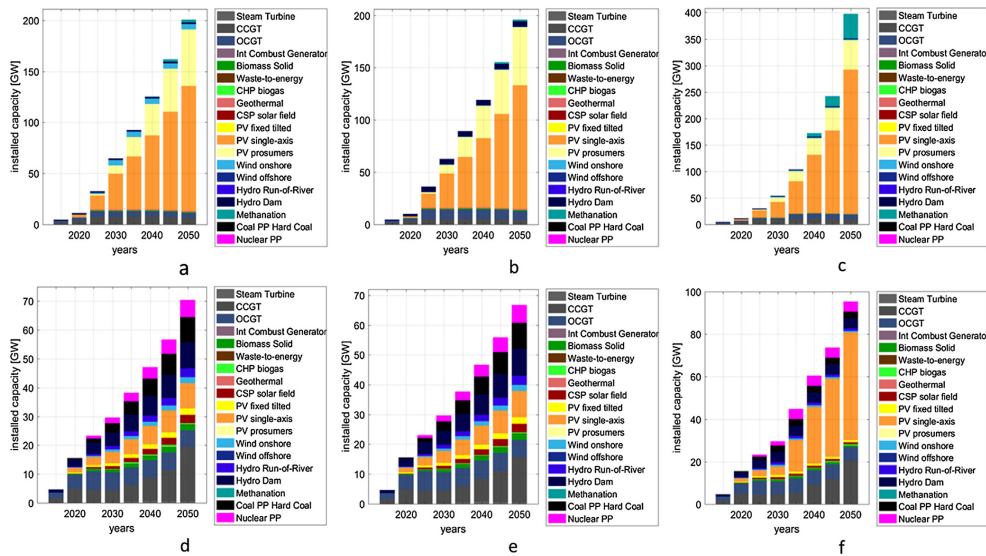 200
150
100
50
0
installed capacity [GW]
2020 2030 2040 2050
years
Steam Turbine
CCGT
OCGT
Int Combust Generator
Biomass Solid
Waste-to-energy
CHP biogas
Geothermal
CSP solar field
PV fixed tilted
PV single-axis
PV prosumers
Wind onshore
Wind offshore
Hydro Run-of-River
Hydro Dam
Methanation
Coal PP Hard Coal
Nuclear PP
a
200
150
100
50
0
installed capacity [GW]
2020 2030 2040 2050
years
Steam Turbine
CCGT
OCGT
Int Combust Generator
Biomass Solid
Waste-to-energy
CHP biogas
Geothermal
CSP solar field
PV fixed tilted
PV single-axis
PV prosumers
Wind onshore
Wind offshore
Hydro Run-of-River
Hydro Dam
Methanation
Coal PP Hard Coal
Nuclear PP
b
400
350
300
250
200
150
100
50
0
installed capacity [GW]
2020 2030 2040 2050
years
Steam Turbine
CCGT
OCGT
Int Combust Generator
Biomass Solid
Waste-to-energy
CHP biogas
Geothermal
CSP solar field
PV fixed tilted
PV single-axis
PV prosumers
Wind onshore
Wind offshore
Hydro Run-of-River
Hydro Dam
Methanation
Coal PP Hard Coal
Nuclear PP
c
70
60
50
40
30
20
10
0
installed capacity [GW]
2020 2030 2040 2050
years
Steam Turbine
CCGT
OCGT
Int Combust Generator
Biomass Solid
Waste-to-energy
CHP biogas
Geothermal
CSP solar field
PV fixed tilted
PV single-axis
PV prosumers
Wind onshore
Wind offshore
Hydro Run-of-River
Hydro Dam
Methanation
Coal PP Hard Coal
Nuclear PP
d
70
60
50
40
30
20
10
0
installed capacity [GW]
2020 2030 2040 2050
years
Steam Turbine
CCGT
OCGT
Int Combust Generator
Biomass Solid
Waste-to-energy
CHP biogas
Geothermal
CSP solar field
PV fixed tilted
PV single-axis
PV prosumers
Wind onshore
Wind offshore
Hydro Run-of-River
Hydro Dam
Methanation
Coal PP Hard Coal
Nuclear PP
e
100
80
60
40
20
0
installed capacity [GW]
2020 2030 2040 2050
years
Steam Turbine
CCGT
OCGT
Int Combust Generator
Biomass Solid
Waste-to-energy
CHP biogas
Geothermal
CSP solar field
PV fixed tilted
PV single-axis
PV prosumers
Wind onshore
Wind offshore
Hydro Run-of-River
Hydro Dam
Methanation
Coal PP Hard Coal
Nuclear PP
f